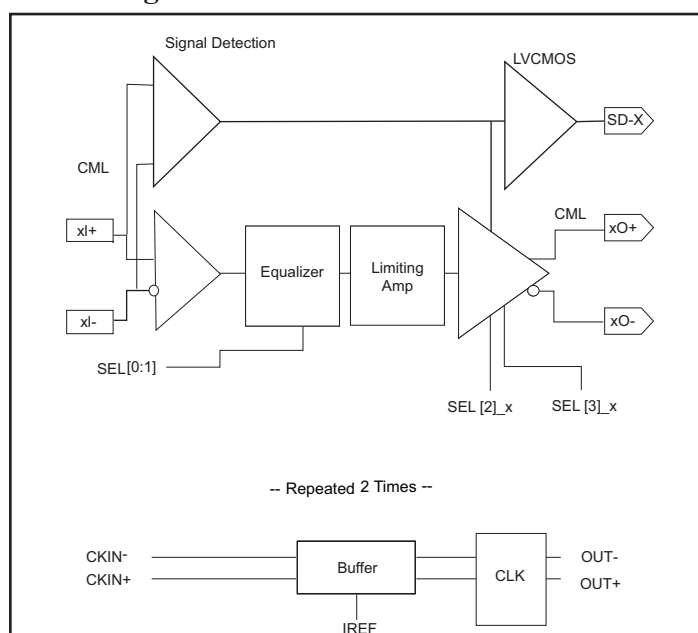 Signal Detection
LVCMOS
SD-X
CML
CML
xI+
xO+
Equalizer
Limiting
Amp
xI-
xO-
SEL[0:1]
SEL [2]_x
SEL [3]_x
-- Repeated 2 Times --
CKIN-
OUT-
Buffer
CLK
CKIN+
OUT+
IREF